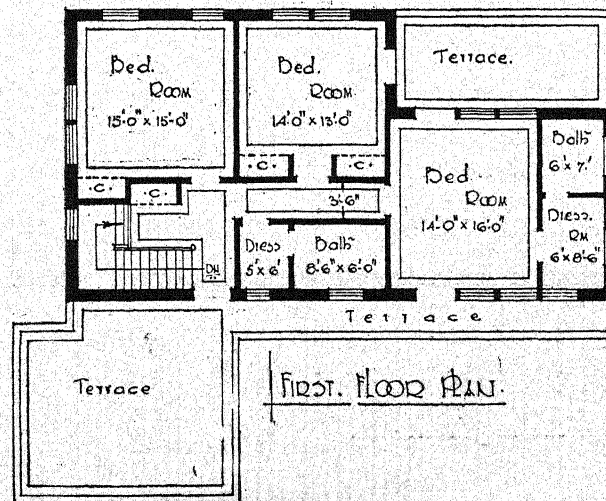 Bed.
Room
15'-0" x 15'-0"
Bed.
Room
14'-0" x 13'-0"
Terrace.
C
C
C
C
3'-6"
Bed
Room
14'-0" x 16'-0"
Bath
6' x 7'
Dress.
Rm
6' x 8'-6"
Dress
5' x 6'
Bath
8'-6" x 6'-0"
DN
Terrace
Terrace
FIRST. FLOOR PLAN.